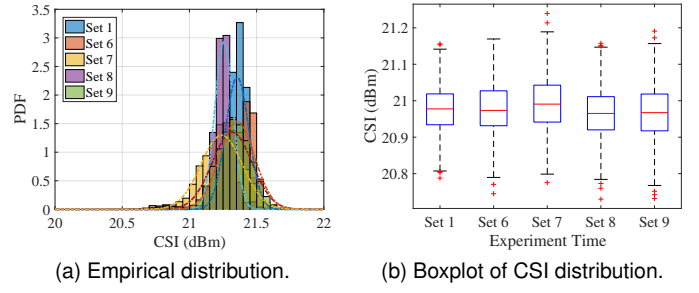 3.5
3
2.5
2
1.5
1
0.5
0
PDF
Set 1
Set 6
Set 7
Set 8
Set 9
20 20.5 21 21.5 22
CSI (dBm)
(a) Empirical distribution.
21.2
21.1
21
20.9
20.8
CSI (dBm)
Set 1 Set 6 Set 7 Set 8 Set 9
Experiment Time
(b) Boxplot of CSI distribution.